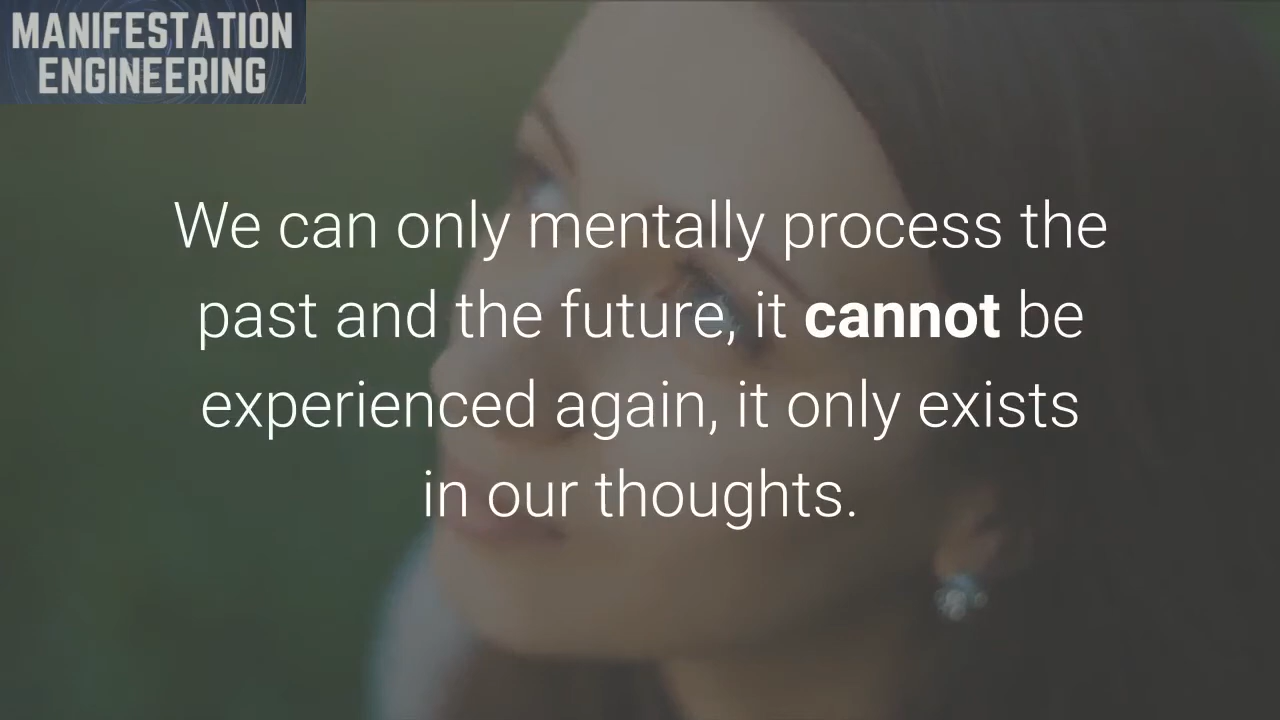 MANIFESTATION
ENGINEERING
We can only mentally process the
past and the future, it cannot be
experienced again, it only exists
in our thoughts.